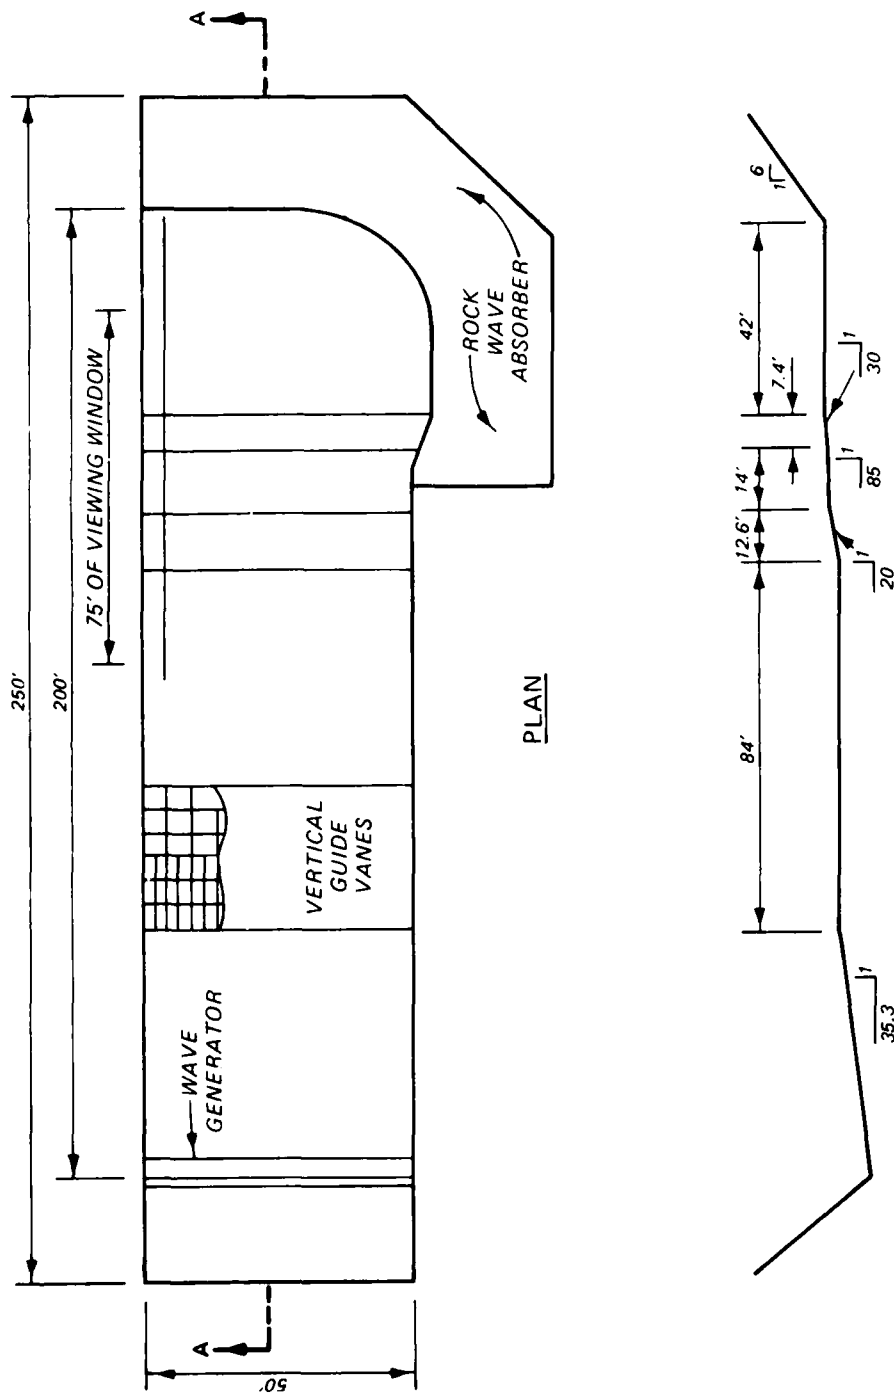 A
A
250'
200'
75' OF VIEWING WINDOW
50'
WAVE
GENERATOR
VERTICAL
GUIDE
VANES
ROCK
WAVE
ABSORBER
PLAN
84'
12.6'
14'
7.4'
42'
1
35.3
1
20
1
85
1
30
1
6